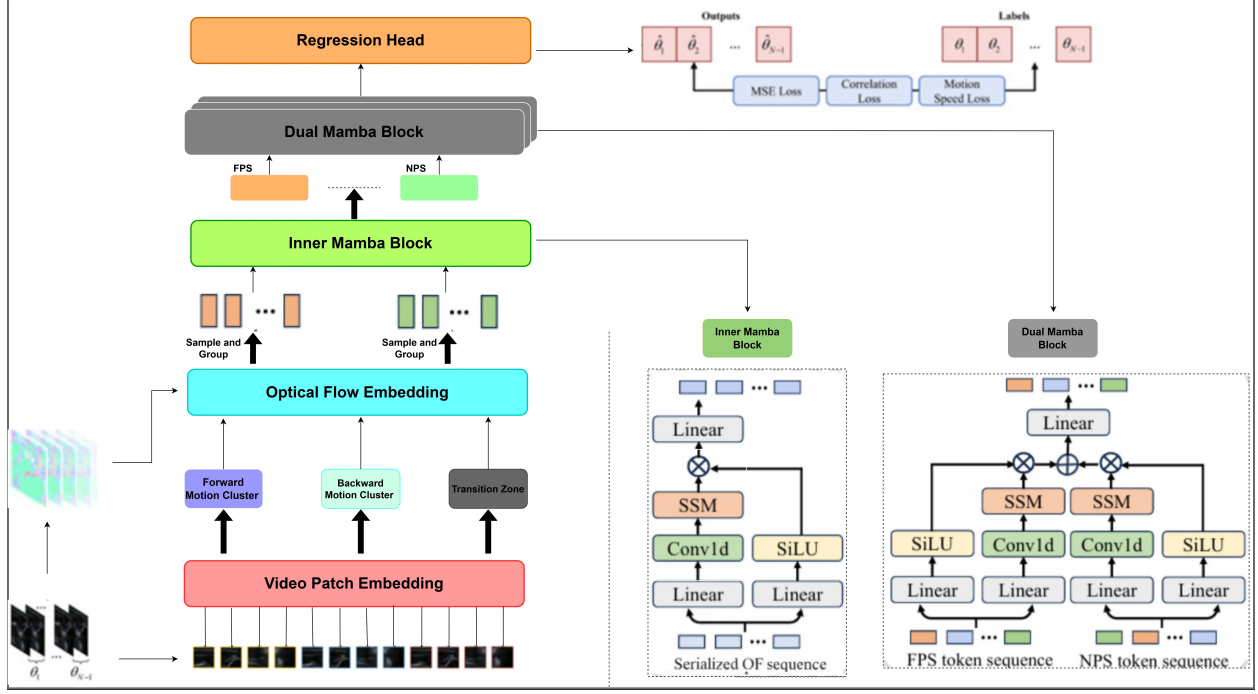 Regression Head
Outputs
Labels
θ̂₁ θ̂₂ ... θ̂_{N-1}
θ₁ θ₂ ... θ_{N-1}
MSE Loss
Correlation
Loss
Motion
Speed Loss
Dual Mamba Block
FPS
NPS
Inner Mamba Block
Sample and
Group
Sample and
Group
Optical Flow Embedding
Forward
Motion Cluster
Backward
Motion Cluster
Transition Zone
Video Patch Embedding
... ...
θ₁ θ_{N-1}
Inner Mamba
Block
Linear
SSM
Conv1d
SiLU
Linear
Linear
Serialized OF sequence
Dual Mamba
Block
Linear
SSM
SSM
SiLU
Conv1d
Conv1d
SiLU
Linear
Linear
Linear
Linear
FPS token sequence
NPS token sequence